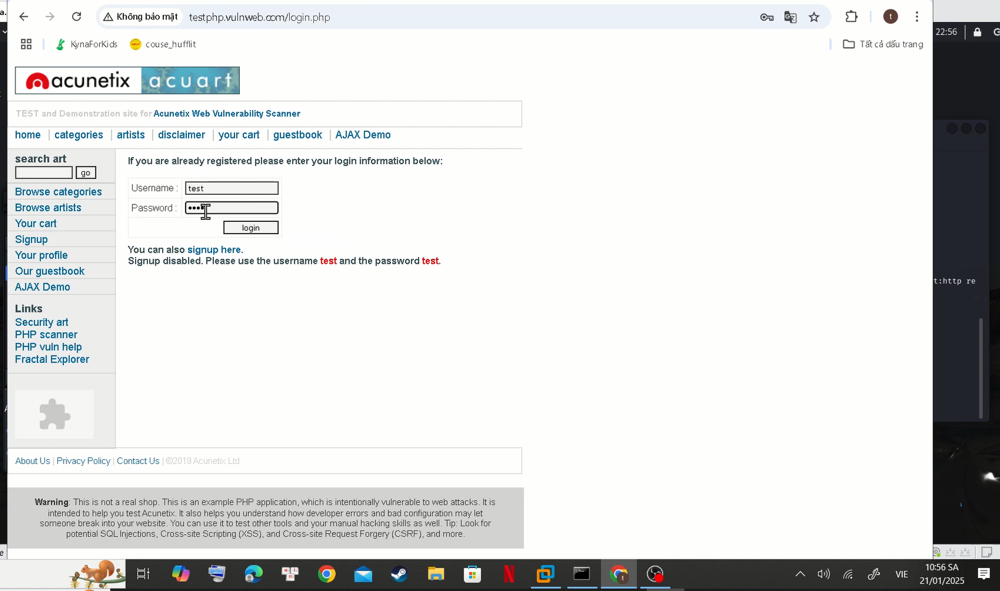 Không bảo mật
testphp.vulnweb.com/login.php
t
22:56
KynaForKids
couse_hufflit
Tất cả dấu trang
acunetix acuart
TEST and Demonstration site for Acunetix Web Vulnerability Scanner
home | categories | artists | disclaimer | your cart | guestbook | AJAX Demo
search art
go
Browse categories
Browse artists
Your cart
Signup
Your profile
Our guestbook
AJAX Demo
Links
Security art
PHP scanner
PHP vuln help
Fractal Explorer
If you are already registered please enter your login information below:
Username : test
Password : ••••
login
You can also signup here.
Signup disabled. Please use the username test and the password test.
t:http re
About Us | Privacy Policy | Contact Us | ©2019 Acunetix Ltd
Warning: This is not a real shop. This is an example PHP application, which is intentionally vulnerable to web attacks. It is
intended to help you test Acunetix. It also helps you understand how developer errors and bad configuration may let
someone break into your website. You can use it to test other tools and your manual hacking skills as well. Tip: Look for
potential SQL Injections, Cross-site Scripting (XSS), and Cross-site Request Forgery (CSRF), and more.
VIE
10:56 SA
21/01/2025